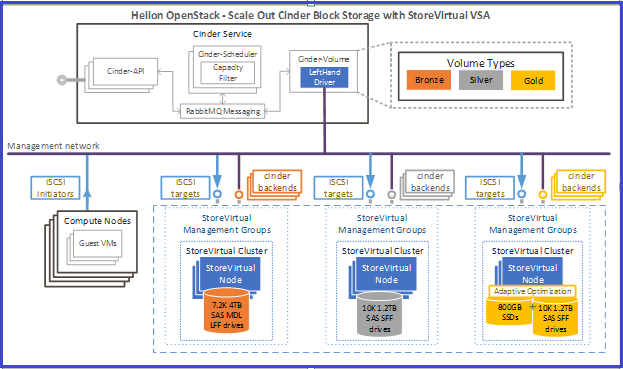 Helion OpenStack - Scale Out Cinder Block Storage with StoreVirtual VSA
Cinder Service
Cinder-API
Cinder-Scheduler
Capacity
Filter
Cinder-Volume
LeftHand
Driver
RabbitMQ Messaging
Volume Types
Bronze
Silver
Gold
Management network
iSCSI
initiators
iSCSI
targets
cinder
backends
iSCSI
targets
cinder
backends
iSCSI
targets
cinder
backends
Compute Nodes
Guest VMs
StoreVirtual
Management Groups
StoreVirtual Cluster
StoreVirtual
Node
7.2K 4TB
SAS MDL
LFF drives
StoreVirtual
Management Groups
StoreVirtual Cluster
StoreVirtual
Node
10K 1.2TB
SAS SFF
drives
StoreVirtual
Management Groups
StoreVirtual Cluster
StoreVirtual
Node
Adaptive Optimization
800GB
SSDs
+
10K 1.2TB
SAS SFF
drives